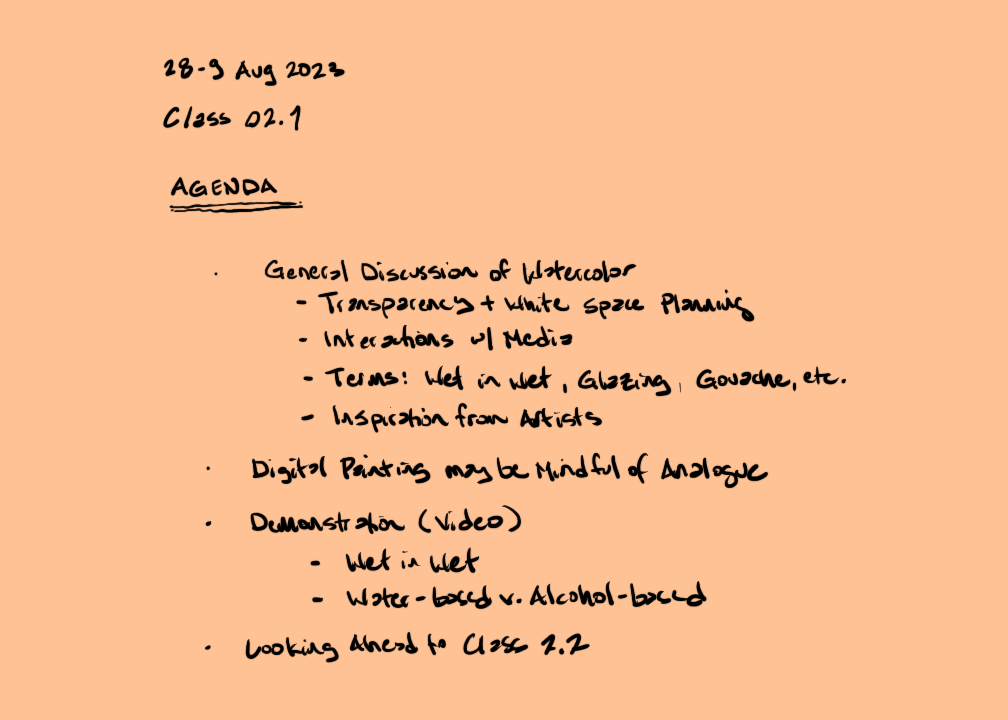 28-9 Aug 2023
Class 02.1
AGENDA
· General Discussion of Watercolor
- Transparency + White Space Planning
- Interactions w/ Media
- Terms: Wet in Wet, Glazing, Gouache, etc.
- Inspiration from Artists
· Digital Painting may be Mindful of Analogue
· Demonstration (Video)
- Wet in Wet
- Water-based v. Alcohol-based
· Looking Ahead to Class 2.2